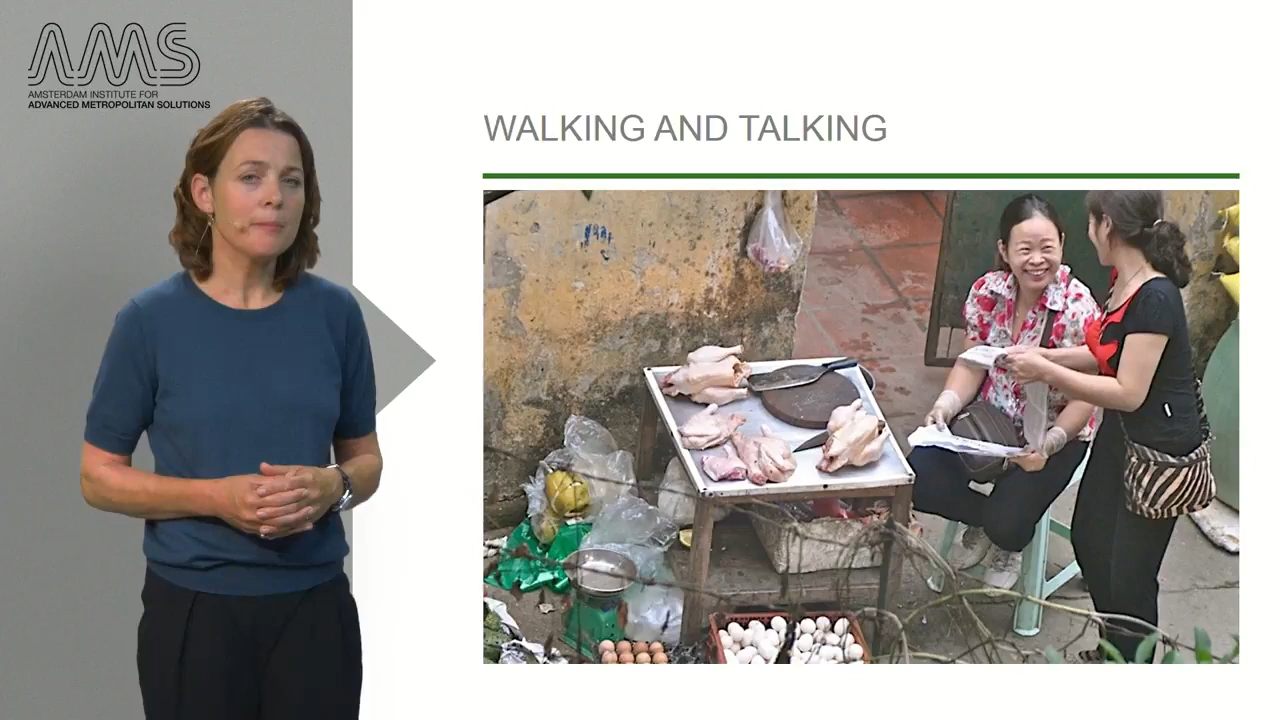 AMS
AMSTERDAM INSTITUTE FOR
ADVANCED METROPOLITAN SOLUTIONS
WALKING AND TALKING